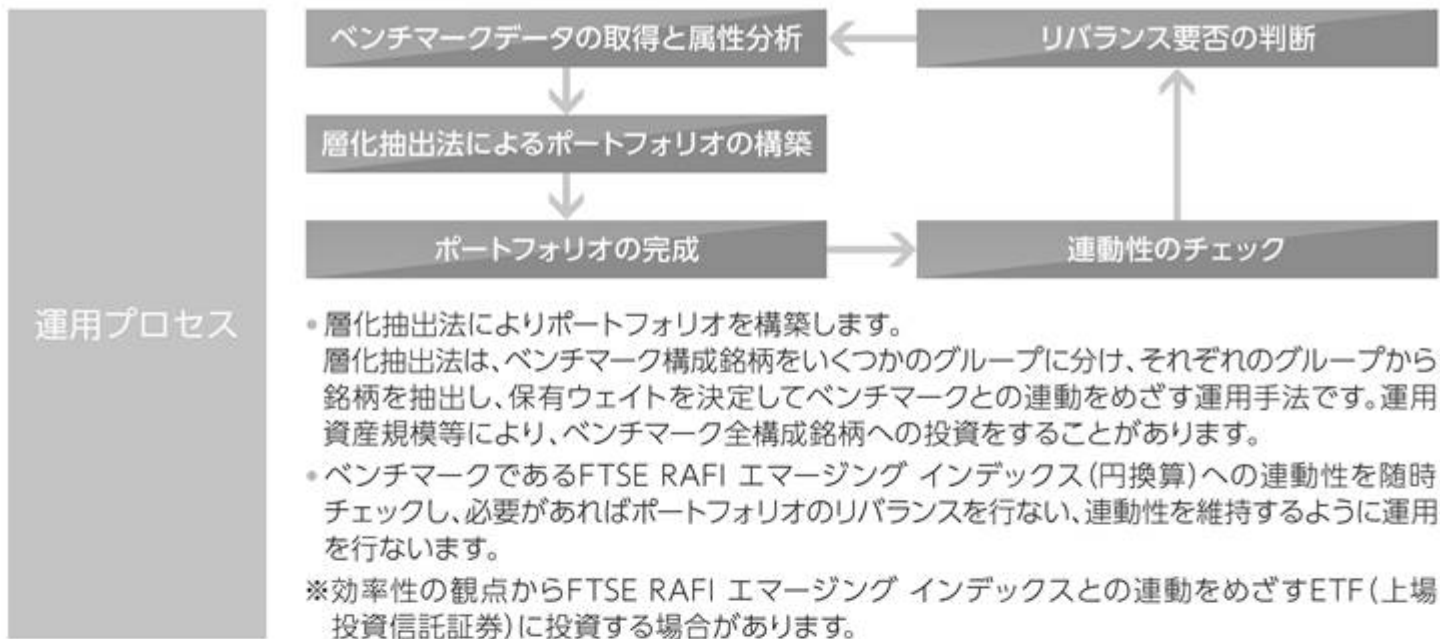 運用プロセス
ベンチマークデータの取得と属性分析
リバランス要否の判断
層化抽出法によるポートフォリオの構築
ポートフォリオの完成
連動性のチェック
•層化抽出法によりポートフォリオを構築します。
層化抽出法は、ベンチマーク構成銘柄をいくつかのグループに分け、それぞれのグループから
銘柄を抽出し、保有ウェイトを決定してベンチマークとの連動をめざす運用手法です。運用
資産規模等により、ベンチマーク全構成銘柄への投資をすることがあります。
•ベンチマークであるFTSE RAFI エマージング インデックス(円換算)への連動性を随時
チェックし、必要があればポートフォリオのリバランスを行ない、連動性を維持するように運用
を行ないます。
※効率性の観点からFTSE RAFI エマージング インデックスとの連動をめざすETF(上場
投資信託証券)に投資する場合があります。